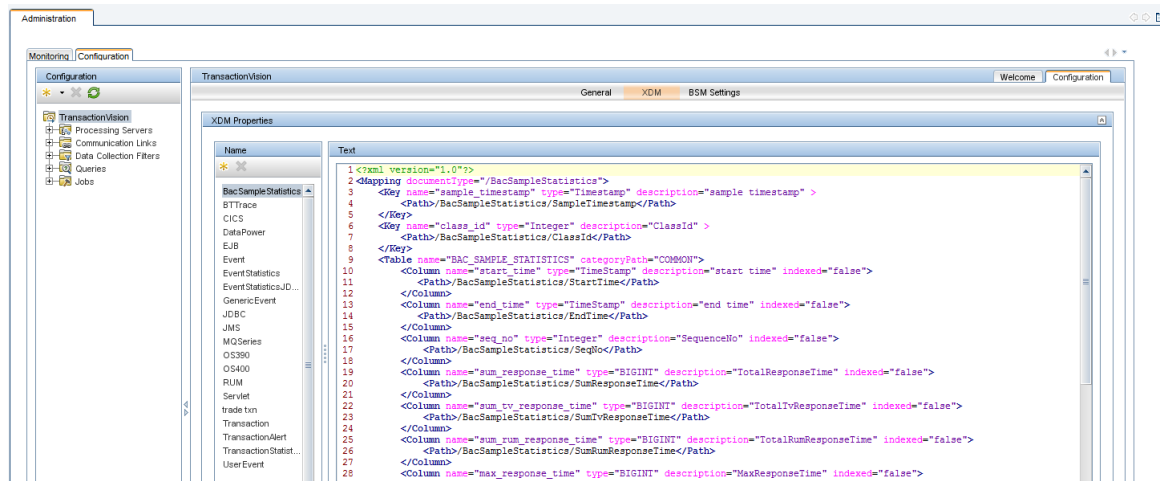 Administration
Monitoring Configuration
Configuration
TransactionVision
Processing Servers
Communication Links
Data Collection Filters
Queries
Jobs
TransactionVision
Welcome Configuration
General XDM BSM Settings
XDM Properties
Name
BacSampleStatistics
BTTrace
CICS
DataPower
EJB
Event
EventStatistics
EventStatisticsJD...
GenericEvent
JDBC
JMS
MQSeries
OS390
OS400
RUM
Servlet
trade txn
Transaction
TransactionAlert
TransactionStatist...
UserEvent
Text
1 <?xml version="1.0"?>
2 <Mapping documentType="/BacSampleStatistics">
3 <Key name="sample_timestamp" type="Timestamp" description="sample timestamp" >
4 <Path>/BacSampleStatistics/SampleTimestamp</Path>
5 </Key>
6 <Key name="class_id" type="Integer" description="ClassId" >
7 <Path>/BacSampleStatistics/ClassId</Path>
8 </Key>
9 <Table name="BAC_SAMPLE_STATISTICS" categoryPath="COMMON">
10 <Column name="start_time" type="TimeStamp" description="start time" indexed="false">
11 <Path>/BacSampleStatistics/StartTime</Path>
12 </Column>
13 <Column name="end_time" type="TimeStamp" description="end time" indexed="false">
14 <Path>/BacSampleStatistics/EndTime</Path>
15 </Column>
16 <Column name="seq_no" type="Integer" description="SequenceNo" indexed="false">
17 <Path>/BacSampleStatistics/SeqNo</Path>
18 </Column>
19 <Column name="sum_response_time" type="BIGINT" description="TotalResponseTime" indexed="false">
20 <Path>/BacSampleStatistics/SumResponseTime</Path>
21 </Column>
22 <Column name="sum_tv_response_time" type="BIGINT" description="TotalTvResponseTime" indexed="false">
23 <Path>/BacSampleStatistics/SumTvResponseTime</Path>
24 </Column>
25 <Column name="sum_rum_response_time" type="BIGINT" description="TotalRumResponseTime" indexed="false">
26 <Path>/BacSampleStatistics/SumRumResponseTime</Path>
27 </Column>
28 <Column name="max_response_time" type="BIGINT" description="MaxResponseTime" indexed="false">